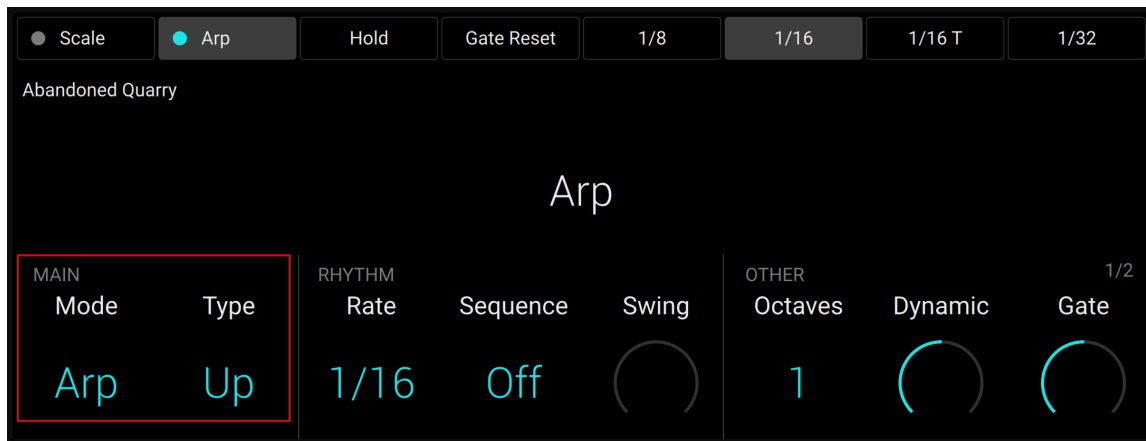 Scale Arp Hold Gate Reset 1/8 1/16 1/16 T 1/32
Abandoned Quarry
Arp
MAIN RHYTHM OTHER 1/2
Mode Type Rate Sequence Swing Octaves Dynamic Gate
Arp Up 1/16 Off 1